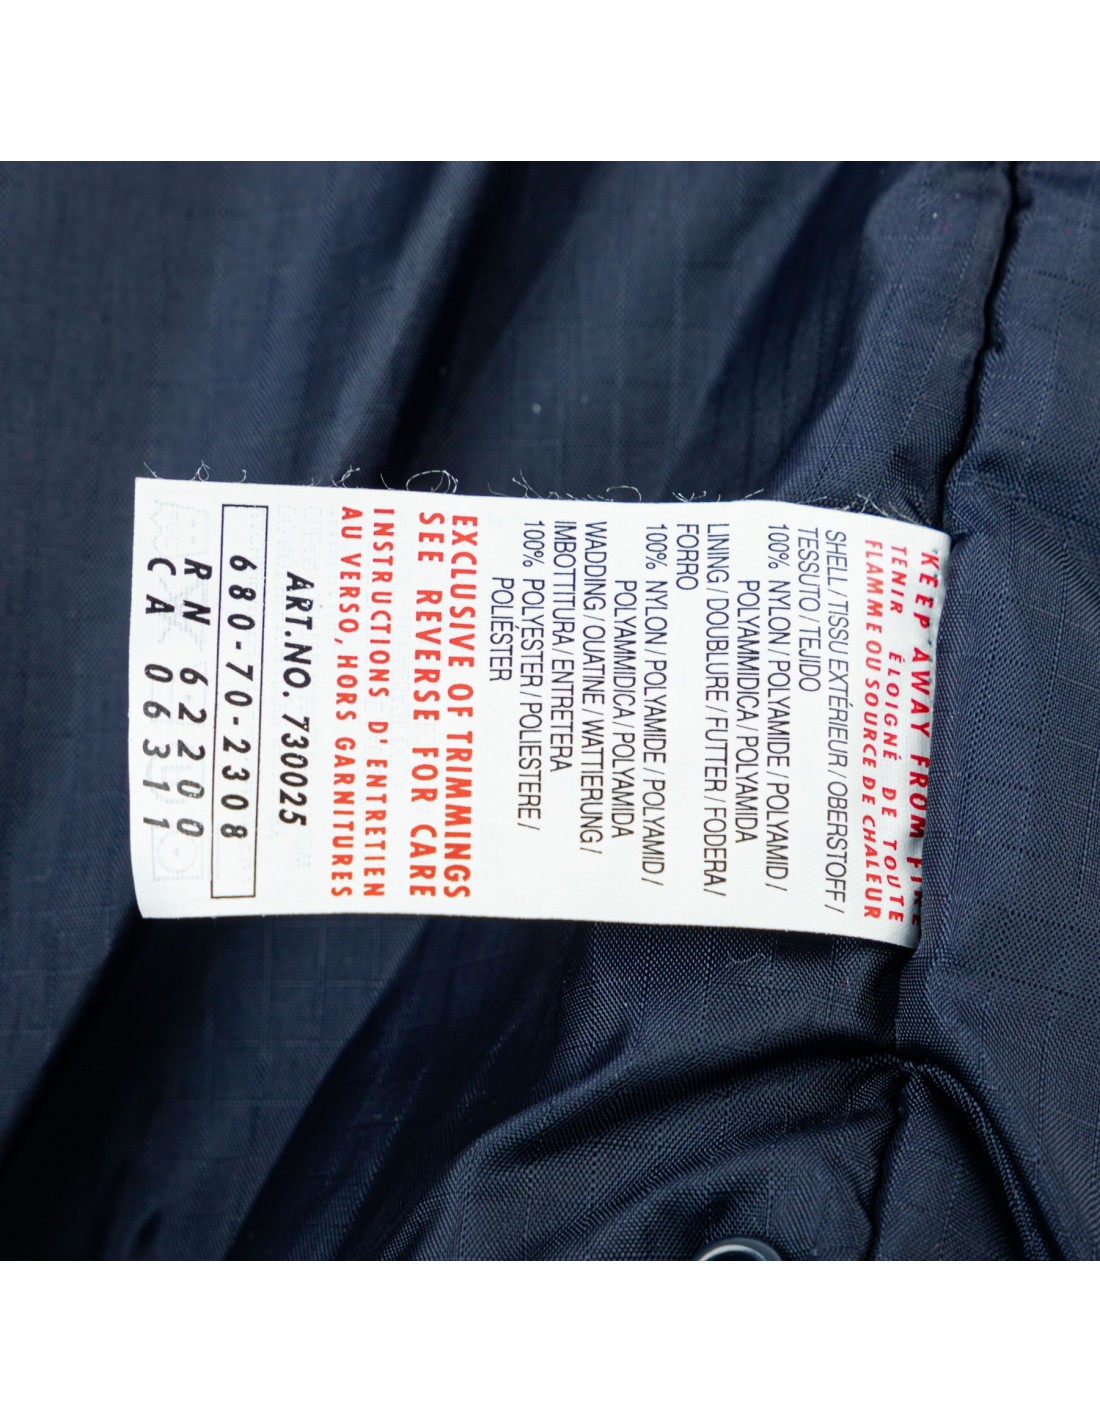 KEEP AWAY FROM FIRE
TENIR ÉLOIGNÉ DE TOUTE
FLAMME OU SOURCE DE CHALEUR
SHELL/TISSU EXTÉRIEUR/OBERSTOFF/
TESSUTO/TEJIDO
100% NYLON/POLYAMIDE/POLYAMID/
POLYAMMIDICA/POLYAMIDA
LINING/DOUBLURE/FUTTER/FODERA/
FORRO
100% NYLON/POLYAMIDE/POLYAMID/
POLYAMMIDICA/POLYAMIDA
WADDING/OUATINE/WATTIERUNG/
IMBOTTITURA/ENTRETERA
100% POLYESTER/POLIESTERE/
POLIÉSTER
EXCLUSIVE OF TRIMMINGS
SEE REVERSE FOR CARE
INSTRUCTIONS D'ENTRETIEN
AU VERSO, HORS GARNITURES
ART.NO. 730025
680-70-2308
RN 62200
CA 06311